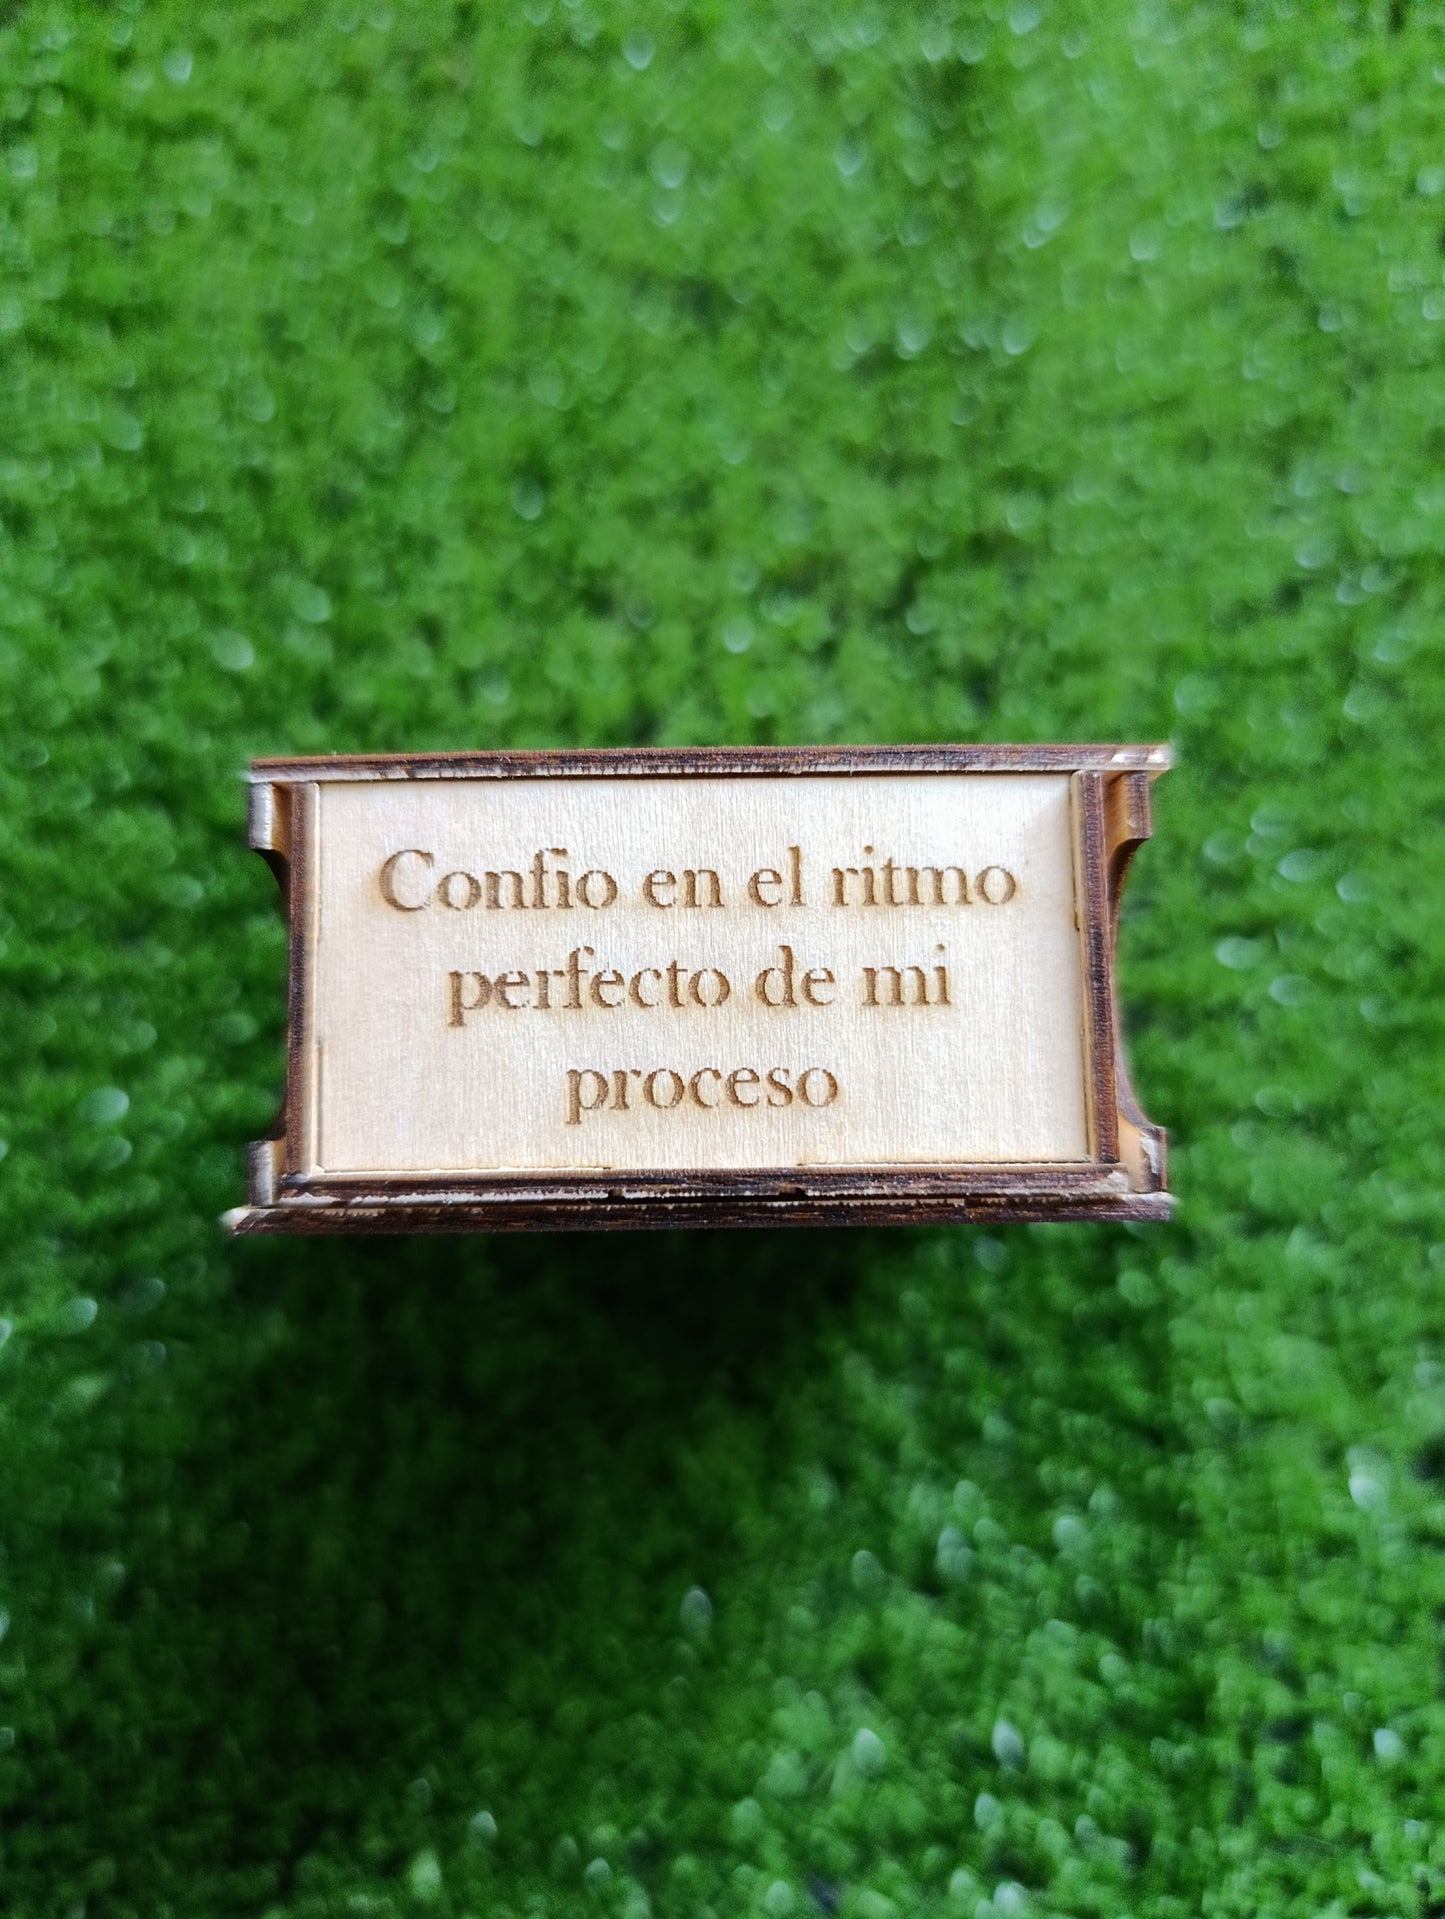 Confio en el ritmo
perfecto de mi
proceso